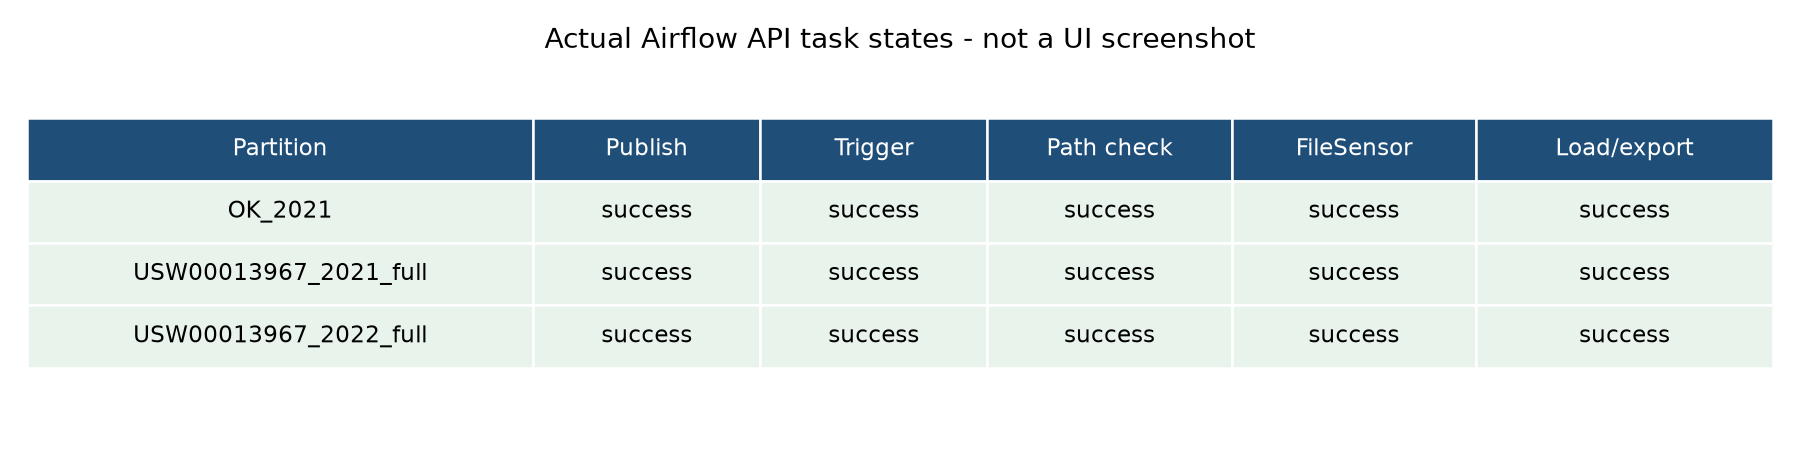 Actual Airflow API task states - not a UI screenshot
Partition Publish Trigger Path check FileSensor Load/export
OK_2021 success success success success success
USW00013967_2021_full success success success success success
USW00013967_2022_full success success success success success